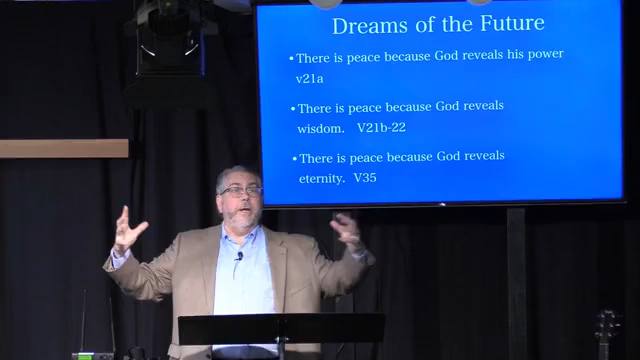 Dreams of the Future
• There is peace because God reveals his power
v21a
• There is peace because God reveals
wisdom. V21b-22
• There is peace because God reveals
eternity. V35